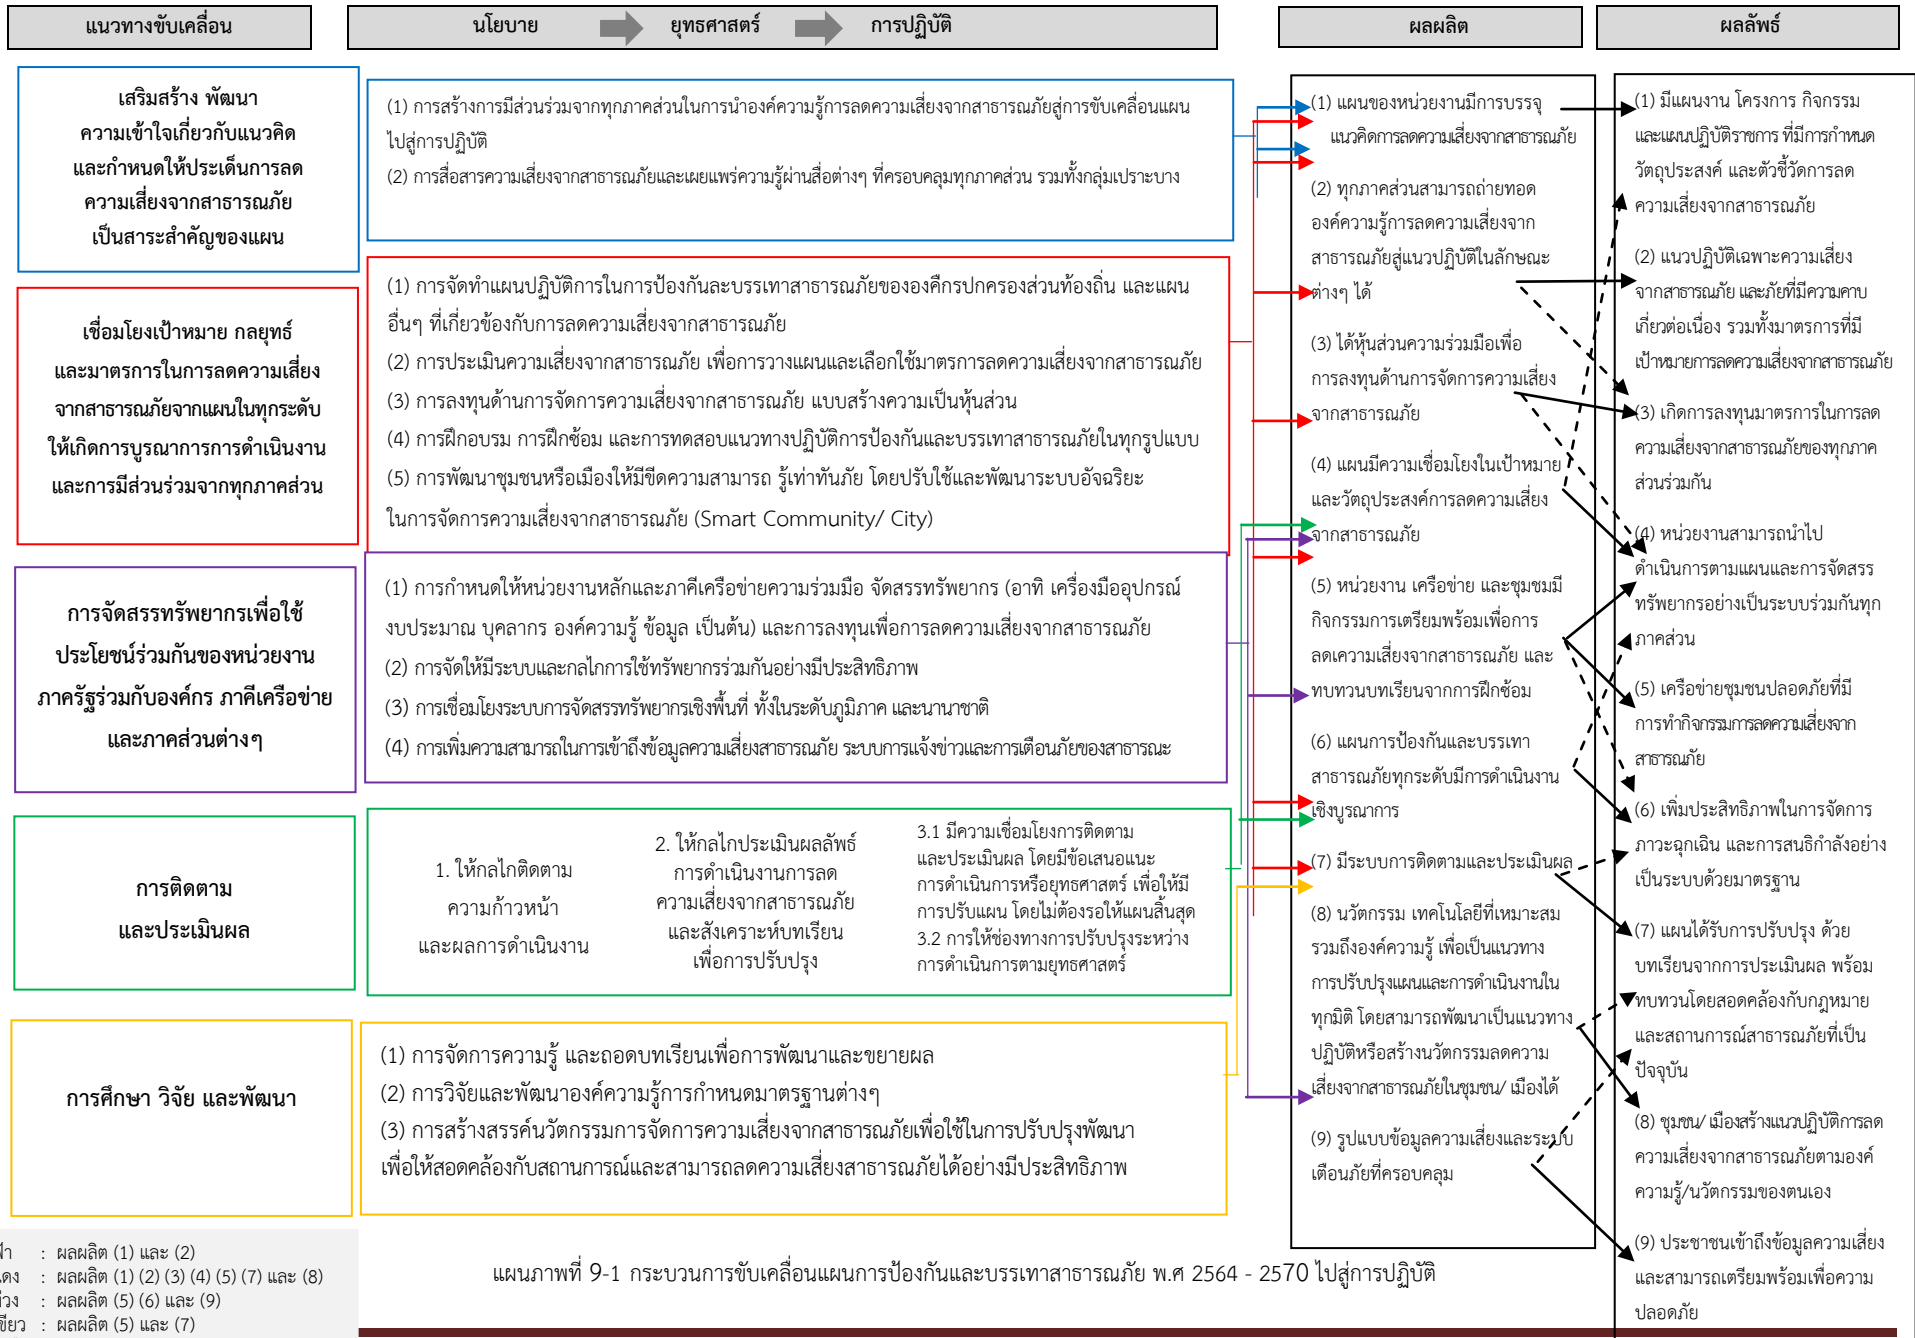 แนวทางขับเคลื่อน
นโยบาย
ยุทธศาสตร์
การปฏิบัติ
ผลผลิต
ผลลัพธ์
เสริมสร้าง พัฒนา
ความเข้าใจเกี่ยวกับแนวคิด
และกำหนดให้ประเด็นการลด
ความเสี่ยงจากสาธารณภัย
เป็นสาระสำคัญของแผน
(1) การสร้างการมีส่วนร่วมจากทุกภาคส่วนในการนำองค์ความรู้การลดความเสี่ยงจากสาธารณภัยสู่การขับเคลื่อนแผน
ไปสู่การปฏิบัติ
(2) การสื่อสารความเสี่ยงจากสาธารณภัยและเผยแพร่ความรู้ผ่านสื่อต่างๆ ที่ครอบคลุมทุกภาคส่วน รวมทั้งกลุ่มเปราะบาง
เชื่อมโยงเป้าหมาย กลยุทธ์
และมาตรการในการลดความเสี่ยง
จากสาธารณภัยจากแผนในทุกระดับ
ให้เกิดการบูรณาการการดำเนินงาน
และการมีส่วนร่วมจากทุกภาคส่วน
(1) การจัดทำแผนปฏิบัติการในการป้องกันละบรรเทาสาธารณภัยขององค์กรปกครองส่วนท้องถิ่น และแผน
อื่นๆ ที่เกี่ยวข้องกับการลดความเสี่ยงจากสาธารณภัย
(2) การประเมินความเสี่ยงจากสาธารณภัย เพื่อการวางแผนและเลือกใช้มาตรการลดความเสี่ยงจากสาธารณภัย
(3) การลงทุนด้านการจัดการความเสี่ยงจากสาธารณภัย แบบสร้างความเป็นหุ้นส่วน
(4) การฝึกอบรม การฝึกซ้อม และการทดสอบแนวทางปฏิบัติการป้องกันและบรรเทาสาธารณภัยในทุกรูปแบบ
(5) การพัฒนาชุมชนหรือเมืองให้มีขีดความสามารถ รู้เท่าทันภัย โดยปรับใช้และพัฒนาระบบอัจฉริยะ
ในการจัดการความเสี่ยงจากสาธารณภัย (Smart Community/ City)
การจัดสรรทรัพยากรเพื่อใช้
ประโยชน์ร่วมกันของหน่วยงาน
ภาครัฐร่วมกับองค์กร ภาคีเครือข่าย
และภาคส่วนต่างๆ
(1) การกำหนดให้หน่วยงานหลักและภาคีเครือข่ายความร่วมมือ จัดสรรทรัพยากร (อาทิ เครื่องมืออุปกรณ์
งบประมาณ บุคลากร องค์ความรู้ ข้อมูล เป็นต้น) และการลงทุนเพื่อการลดความเสี่ยงจากสาธารณภัย
(2) การจัดให้มีระบบและกลไกการใช้ทรัพยากรร่วมกันอย่างมีประสิทธิภาพ
(3) การเชื่อมโยงระบบการจัดสรรทรัพยากรเชิงพื้นที่ ทั้งในระดับภูมิภาค และนานาชาติ
(4) การเพิ่มความสามารถในการเข้าถึงข้อมูลความเสี่ยงสาธารณภัย ระบบการแจ้งข่าวและการเตือนภัยของสาธารณะ
การติดตาม
และประเมินผล
1. ให้กลไกติดตาม
ความก้าวหน้า
และผลการดำเนินงาน
2. ให้กลไกประเมินผลลัพธ์
การดำเนินงานการลด
ความเสี่ยงจากสาธารณภัย
และสังเคราะห์บทเรียน
เพื่อการปรับปรุง
3.1 มีความเชื่อมโยงการติดตาม
และประเมินผล โดยมีข้อเสนอแนะ
การดำเนินการหรือยุทธศาสตร์ เพื่อให้มี
การปรับแผน โดยไม่ต้องรอให้แผนสิ้นสุด
3.2 การให้ช่องทางการปรับปรุงระหว่าง
การดำเนินการตามยุทธศาสตร์
การศึกษา วิจัย และพัฒนา
(1) การจัดการความรู้ และถอดบทเรียนเพื่อการพัฒนาและขยายผล
(2) การวิจัยและพัฒนาองค์ความรู้การกำหนดมาตรฐานต่างๆ
(3) การสร้างสรรค์นวัตกรรมการจัดการความเสี่ยงจากสาธารณภัยเพื่อใช้ในการปรับปรุงพัฒนา
เพื่อให้สอดคล้องกับสถานการณ์และสามารถลดความเสี่ยงสาธารณภัยได้อย่างมีประสิทธิภาพ
(1) แผนของหน่วยงานมีการบรรจุ
แนวคิดการลดความเสี่ยงจากสาธารณภัย
(2) ทุกภาคส่วนสามารถถ่ายทอด
องค์ความรู้การลดความเสี่ยงจาก
สาธารณภัยสู่แนวปฏิบัติในลักษณะ
ต่างๆ ได้
(3) ได้หุ้นส่วนความร่วมมือเพื่อ
การลงทุนด้านการจัดการความเสี่ยง
จากสาธารณภัย
(4) แผนมีความเชื่อมโยงในเป้าหมาย
และวัตถุประสงค์การลดความเสี่ยง
จากสาธารณภัย
(5) หน่วยงาน เครือข่าย และชุมชนมี
กิจกรรมการเตรียมพร้อมเพื่อการ
ลดเความเสี่ยงจากสาธารณภัย และ
ทบทวนบทเรียนจากการฝึกซ้อม
(6) แผนการป้องกันและบรรเทา
สาธารณภัยทุกระดับมีการดำเนินงาน
เชิงบูรณาการ
(7) มีระบบการติดตามและประเมินผล
(8) นวัตกรรม เทคโนโลยีที่เหมาะสม
รวมถึงองค์ความรู้ เพื่อเป็นแนวทาง
การปรับปรุงแผนและการดำเนินงานใน
ทุกมิติ โดยสามารถพัฒนาเป็นแนวทาง
ปฏิบัติหรือสร้างนวัตกรรมลดความ
เสี่ยงจากสาธารณภัยในชุมชน/ เมืองได้
(9) รูปแบบข้อมูลความเสี่ยงและระบบ
เตือนภัยที่ครอบคลุม
(1) มีแผนงาน โครงการ กิจกรรม
และแผนปฏิบัติราชการ ที่มีการกำหนด
วัตถุประสงค์ และตัวชี้วัดการลด
ความเสี่ยงจากสาธารณภัย
(2) แนวปฏิบัติเฉพาะความเสี่ยง
จากสาธารณภัย และภัยที่มีความคาบ
เกี่ยวต่อเนื่อง รวมทั้งมาตรการที่มี
เป้าหมายการลดความเสี่ยงจากสาธารณภัย
(3) เกิดการลงทุนมาตรการในการลด
ความเสี่ยงจากสาธารณภัยของทุกภาค
ส่วนร่วมกัน
(4) หน่วยงานสามารถนำไป
ดำเนินการตามแผนและการจัดสรร
ทรัพยากรอย่างเป็นระบบร่วมกันทุก
ภาคส่วน
(5) เครือข่ายชุมชนปลอดภัยที่มี
การทำกิจกรรมการลดความเสี่ยงจาก
สาธารณภัย
(6) เพิ่มประสิทธิภาพในการจัดการ
ภาวะฉุกเฉิน และการสนธิกำลังอย่าง
เป็นระบบด้วยมาตรฐาน
(7) แผนได้รับการปรับปรุง ด้วย
บทเรียนจากการประเมินผล พร้อม
ทบทวนโดยสอดคล้องกับกฎหมาย
และสถานการณ์สาธารณภัยที่เป็น
ปัจจุบัน
(8) ชุมชน/ เมืองสร้างแนวปฏิบัติการลด
ความเสี่ยงจากสาธารณภัยตามองค์
ความรู้/นวัตกรรมของตนเอง
(9) ประชาชนเข้าถึงข้อมูลความเสี่ยง
และสามารถเตรียมพร้อมเพื่อความ
ปลอดภัย
: ผลผลิต (1) และ (2)
: ผลผลิต (1) (2) (3) (4) (5) (7) และ (8)
: ผลผลิต (5) (6) และ (9)
: ผลผลิต (5) และ (7)
แผนภาพที่ 9-1 กระบวนการขับเคลื่อนแผนการป้องกันและบรรเทาสาธารณภัย พ.ศ 2564 - 2570 ไปสู่การปฏิบัติ